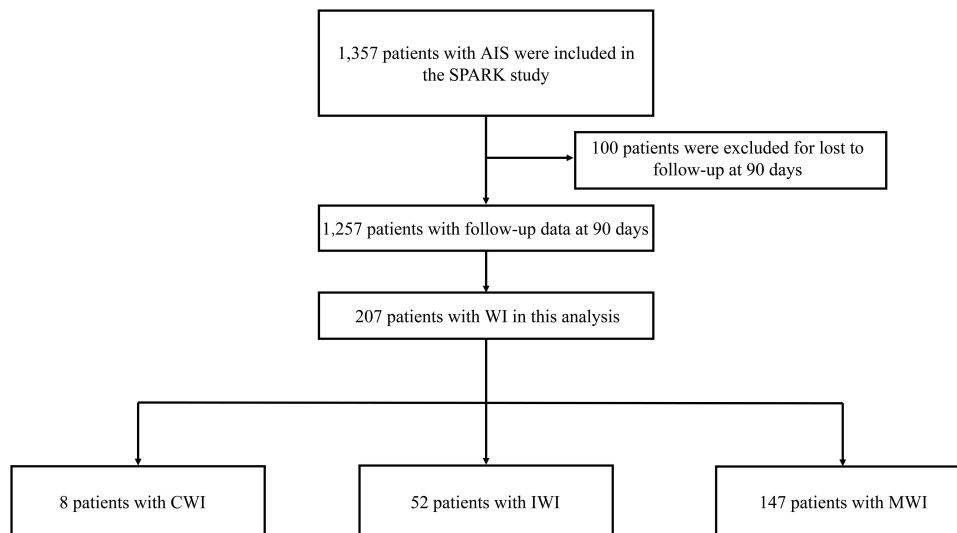 1,357 patients with AIS were included in
the SPARK study
100 patients were excluded for lost to
follow-up at 90 days
1,257 patients with follow-up data at 90 days
207 patients with WI in this analysis
8 patients with CWI
52 patients with IWI
147 patients with MWI